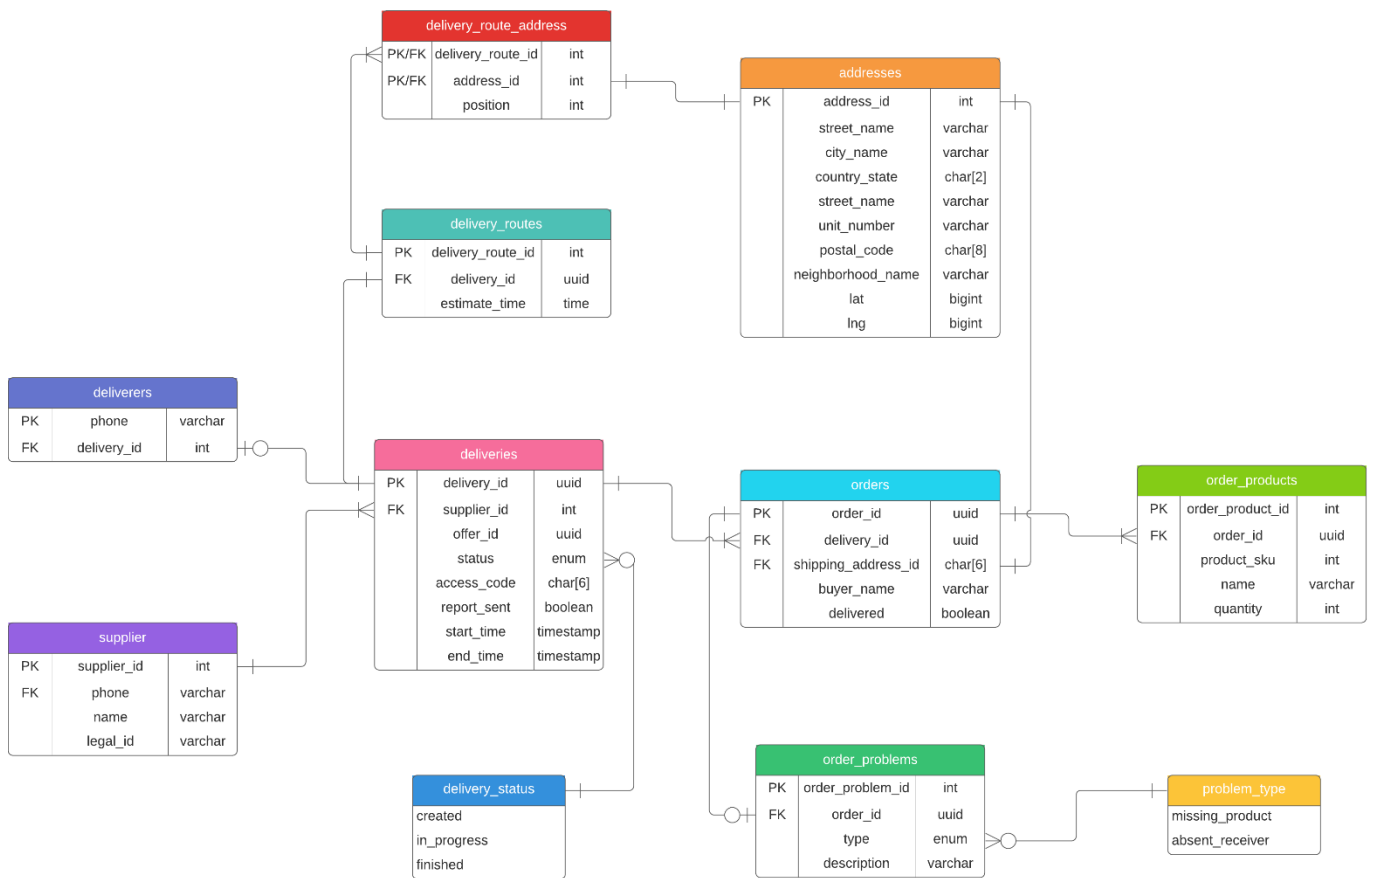 delivery_route_address
PK/FK delivery_route_id int
PK/FK address_id int
position int
addresses
PK address_id int
street_name varchar
city_name varchar
country_state char[2]
street_name varchar
unit_number varchar
postal_code char[8]
neighborhood_name varchar
lat bigint
lng bigint
delivery_routes
PK delivery_route_id int
FK delivery_id uuid
estimate_time time
deliverers
PK phone varchar
FK delivery_id int
deliveries
PK delivery_id uuid
FK supplier_id int
offer_id uuid
status enum
access_code char[6]
report_sent boolean
start_time timestamp
end_time timestamp
orders
PK order_id uuid
FK delivery_id uuid
FK shipping_address_id char[6]
buyer_name varchar
delivered boolean
order_products
PK order_product_id int
FK order_id uuid
product_sku int
name varchar
quantity int
supplier
PK supplier_id int
FK phone varchar
name varchar
legal_id varchar
delivery_status
created
in_progress
finished
order_problems
PK order_problem_id int
FK order_id uuid
type enum
description varchar
problem_type
missing_product
absent_receiver